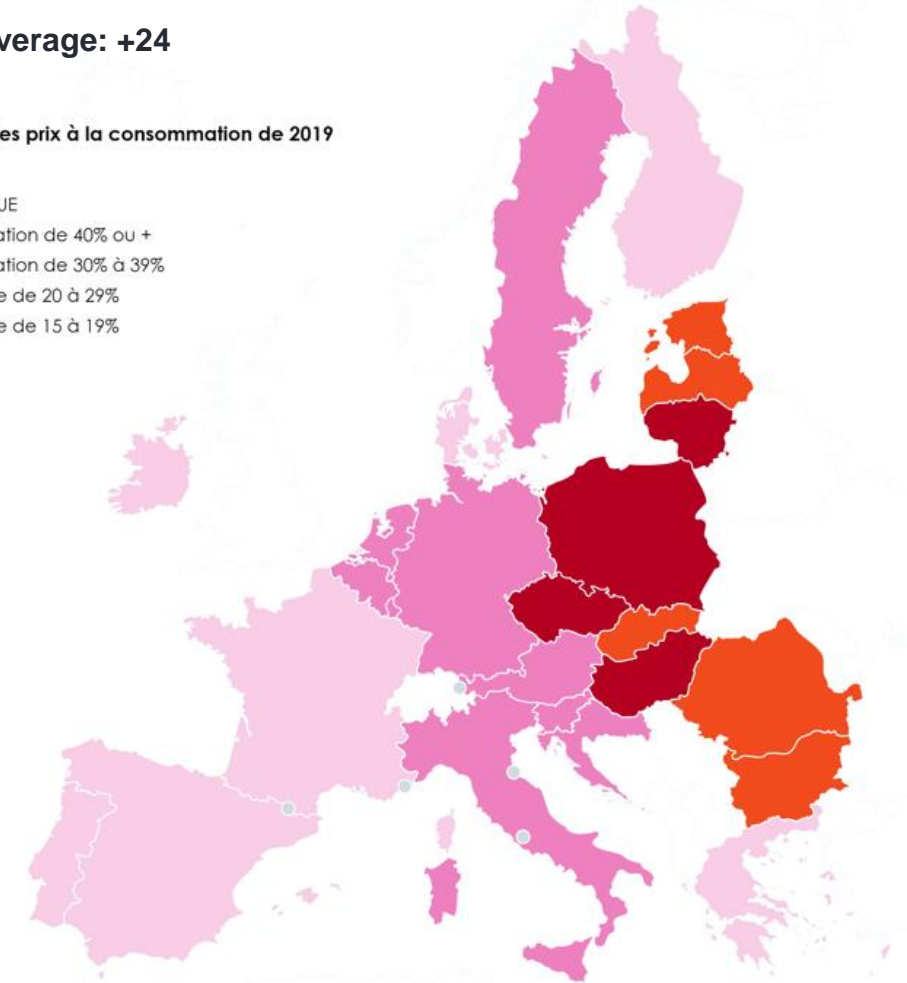 verage: +24
es prix à la consommation de 2019
UE
ation de 40% ou +
ation de 30% à 39%
e de 20 à 29%
e de 15 à 19%